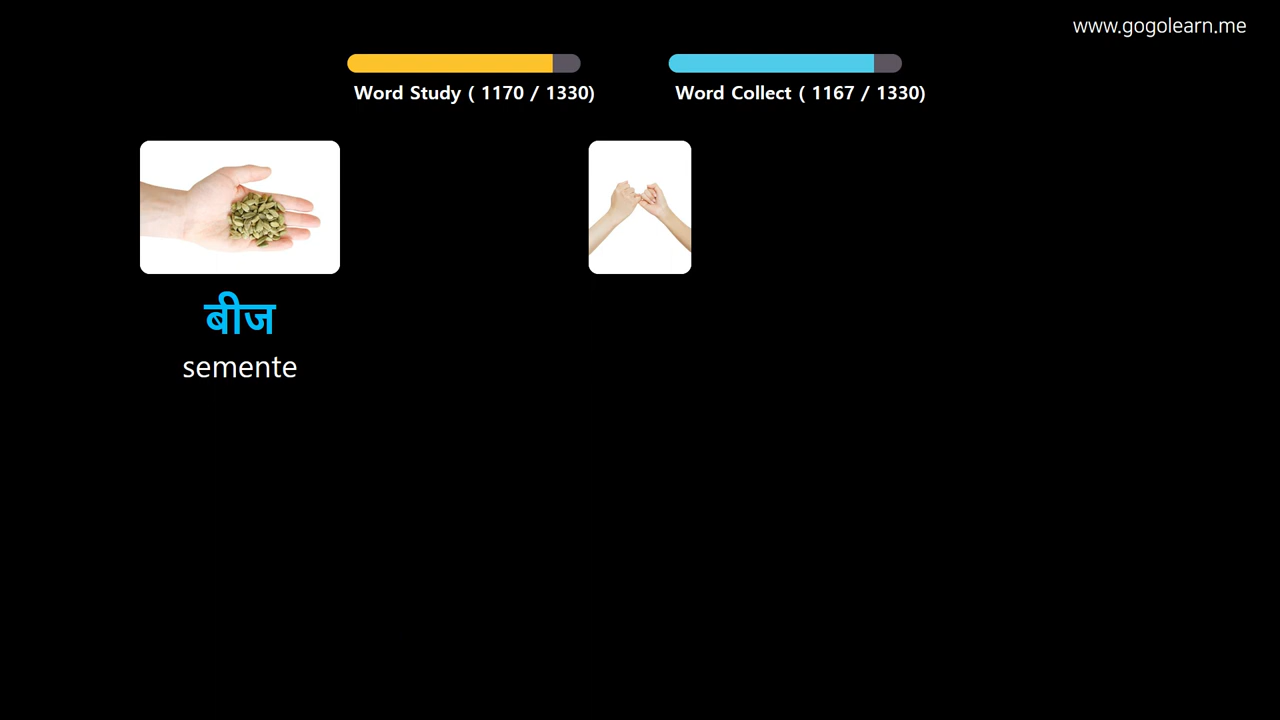 www.gogolearn.me
Word Study ( 1170 / 1330)
Word Collect ( 1167 / 1330)
बीज
semente